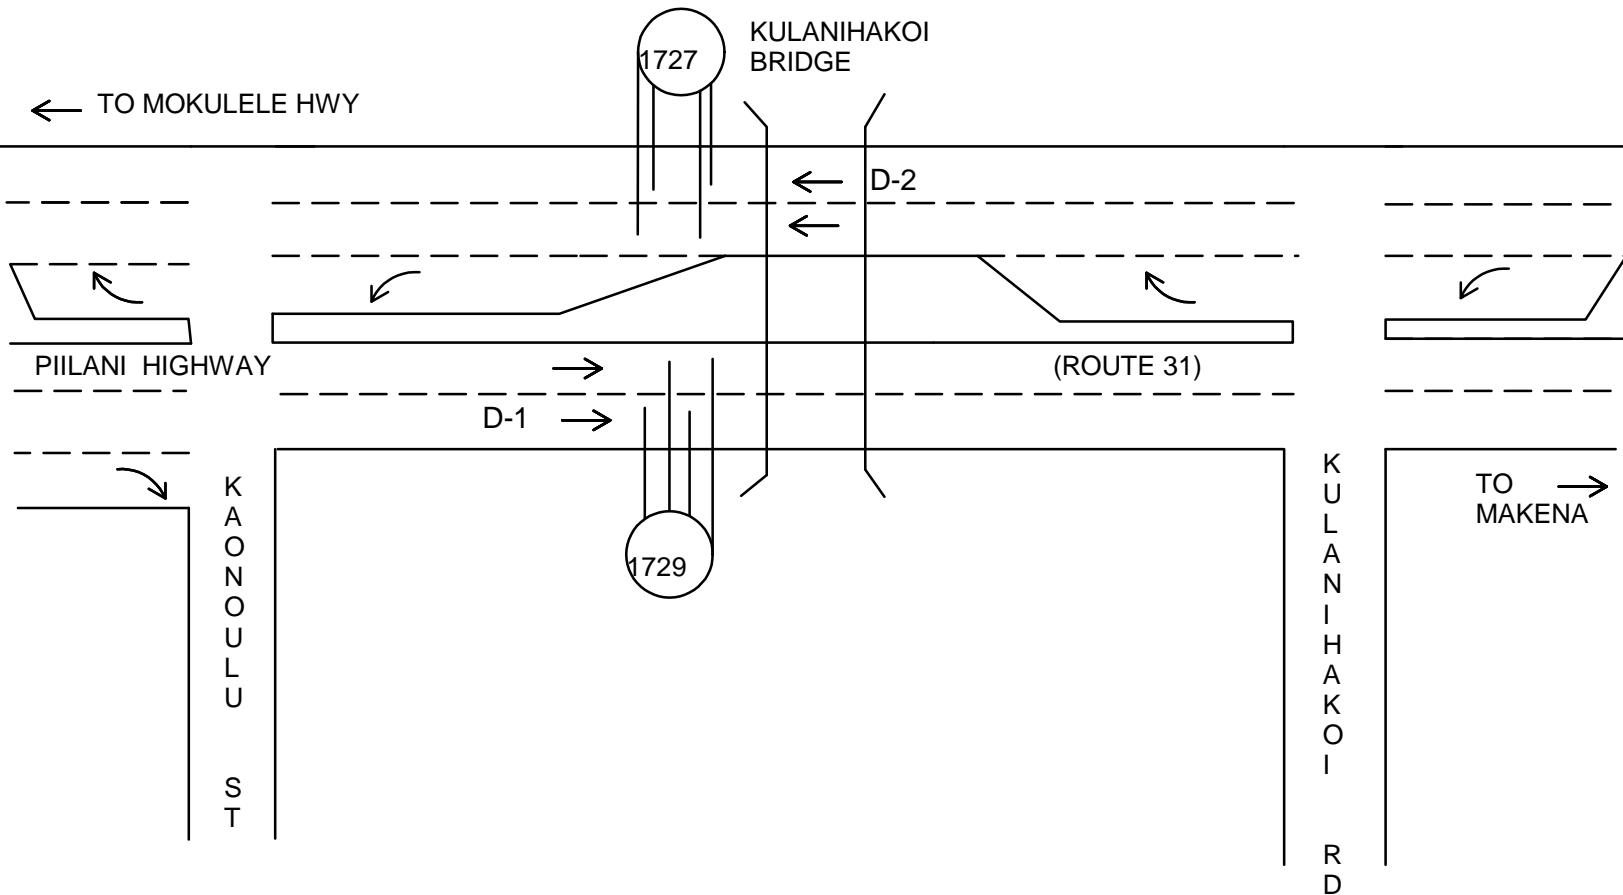 1727
KULANIHAKOI
BRIDGE
TO MOKULELE HWY
D-2
PIILANI HIGHWAY
(ROUTE 31)
D-1
KAONOULU ST
1729
KULANIHAKOI RD
TO
MAKENA